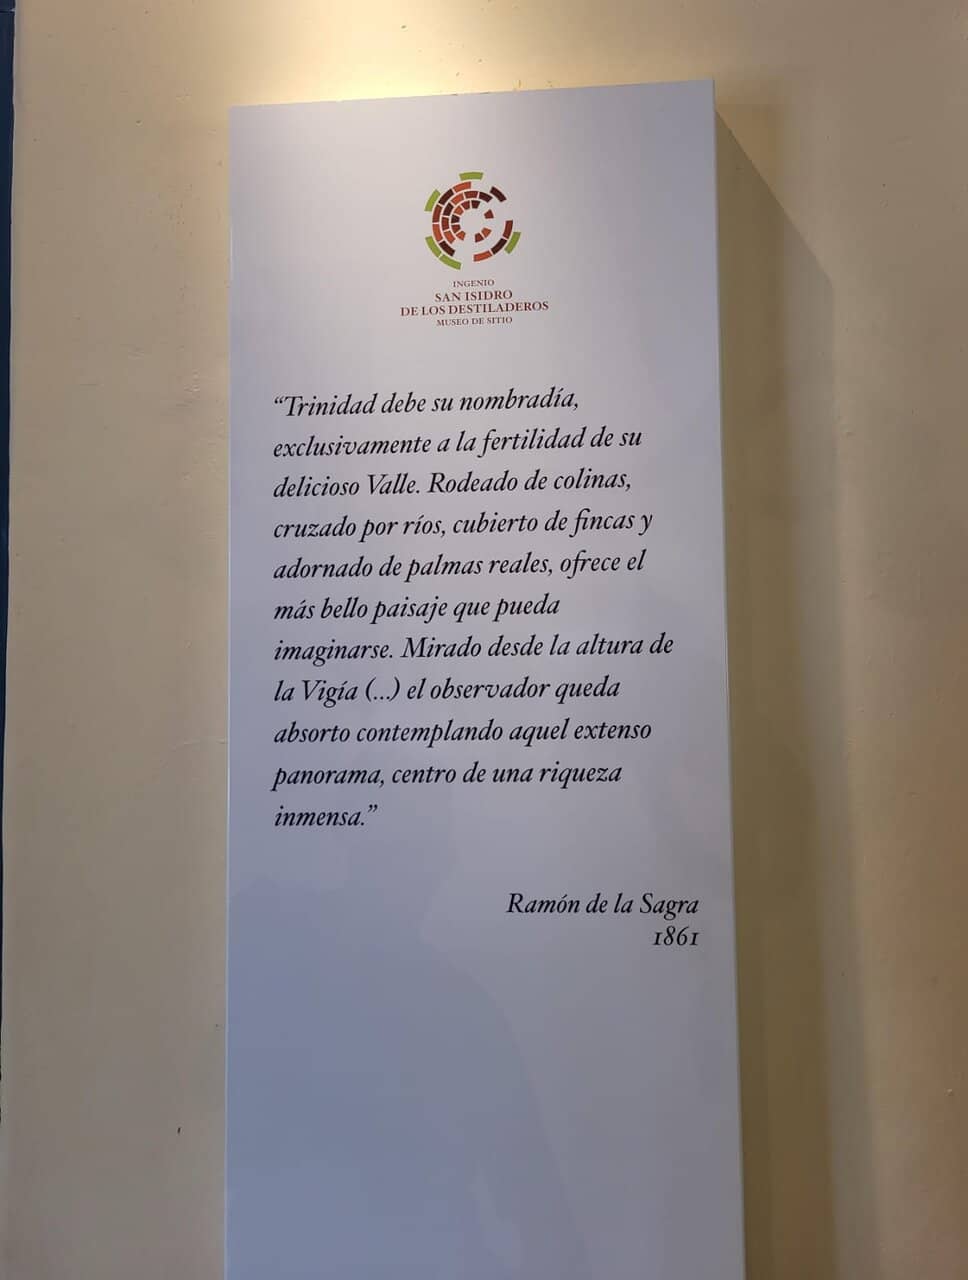 INGENIO
SAN ISIDRO
DE LOS DESTILADEROS
MUSEO DE SITIO
“Trinidad debe su nombradía,
exclusivamente a la fertilidad de su
delicioso Valle. Rodeado de colinas,
cruzado por ríos, cubierto de fincas y
adornado de palmas reales, ofrece el
más bello paisaje que pueda
imaginarse. Mirado desde la altura de
la Vigía (...) el observador queda
absorto contemplando aquel extenso
panorama, centro de una riqueza
inmensa.”
Ramón de la Sagra
1861